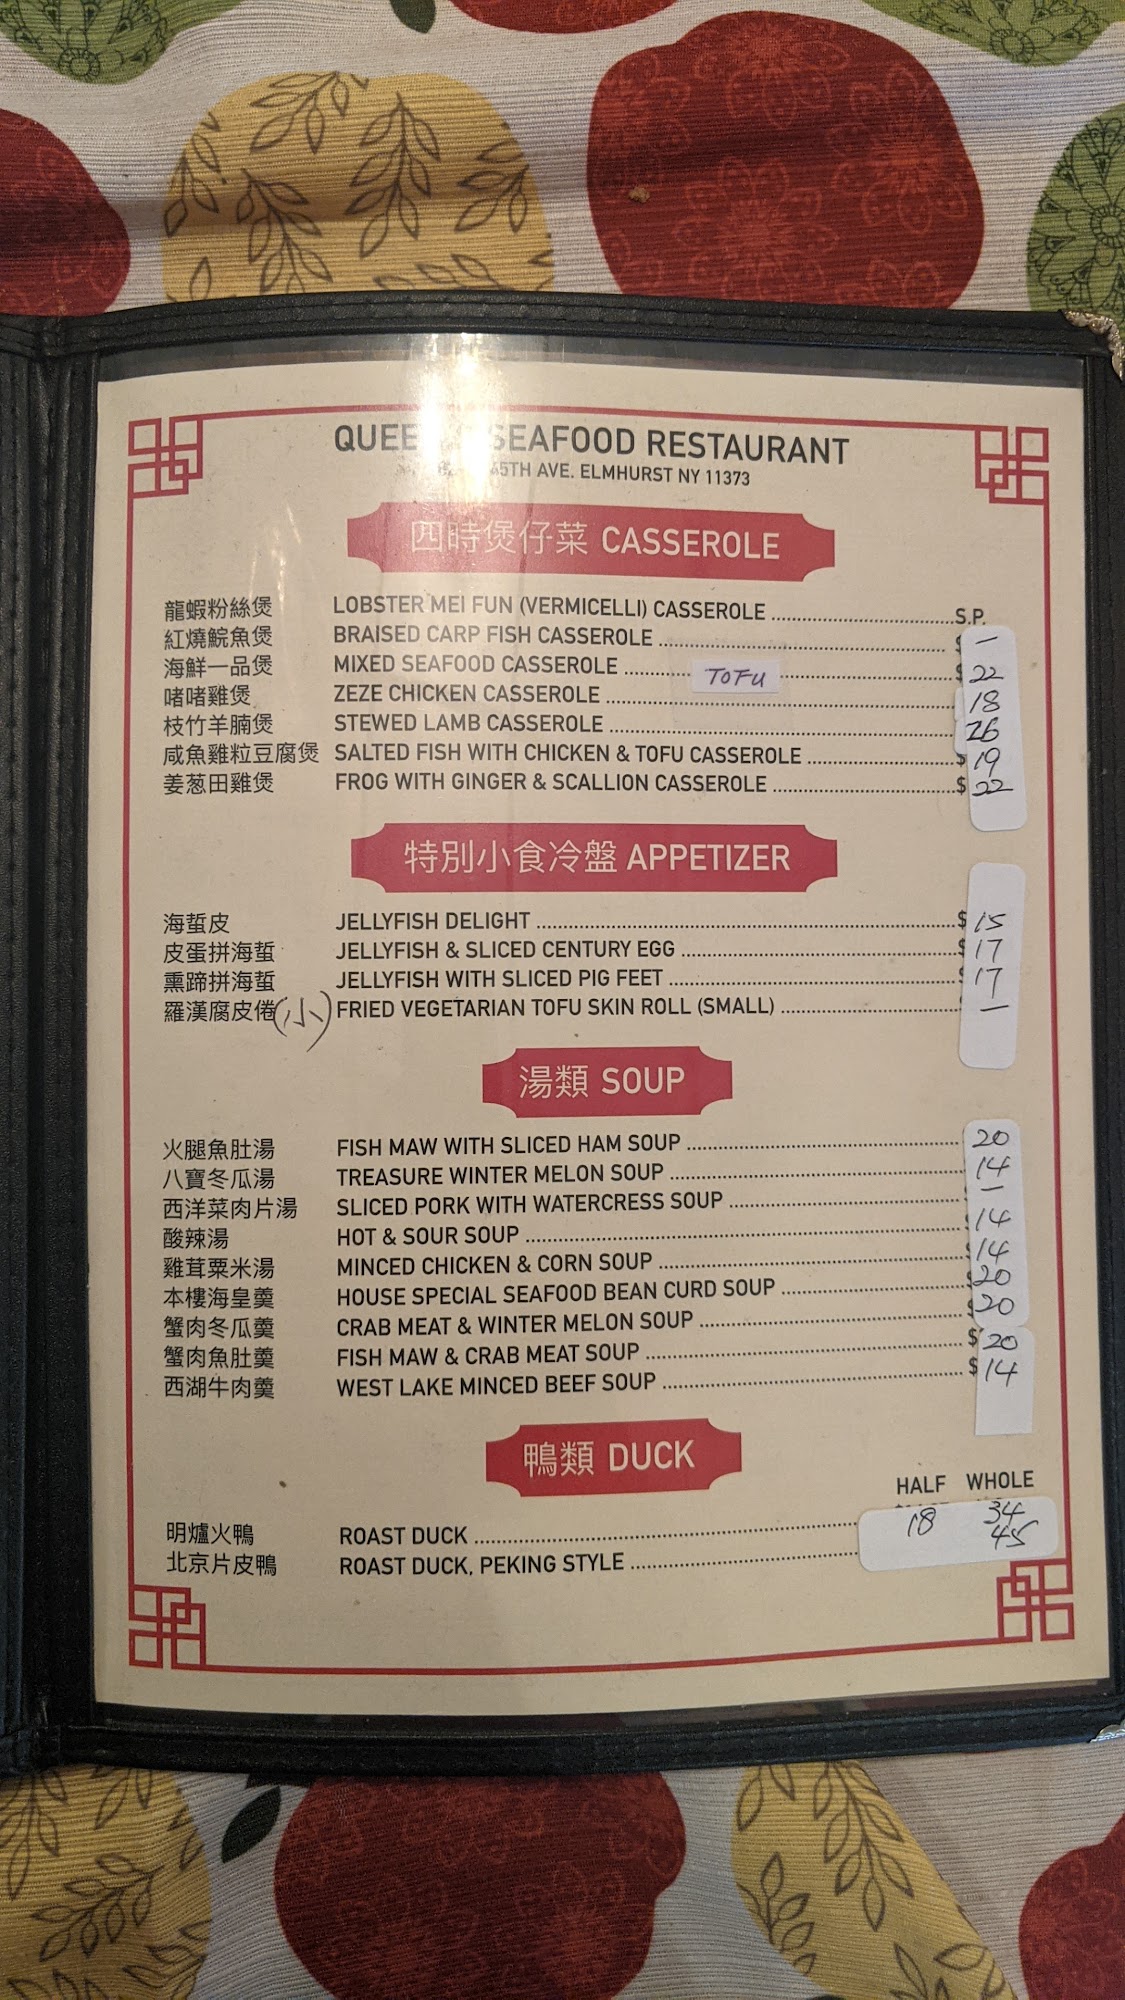 SEAFOOD RESTAURANT
45TH AVE. ELMHURST NY 11373
四時煲仔菜 CASSEROLE
龍蝦粉絲煲 LOBSTER MEI FUN (VERMICELLI) CASSEROLE S.P.
紅燒鯇魚煲 BRAISED CARP FISH CASSEROLE $ —
海鮮一品煲 MIXED SEAFOOD CASSEROLE TOFU $ 22
啫啫雞煲 ZEZE CHICKEN CASSEROLE 18
枝竹羊腩煲 STEWED LAMB CASSEROLE 26
咸魚雞粒豆腐煲 SALTED FISH WITH CHICKEN & TOFU CASSEROLE $ 19
姜葱田雞煲 FROG WITH GINGER & SCALLION CASSEROLE $ 22
特別小食冷盤 APPETIZER
海蜇皮 JELLYFISH DELIGHT $ 15
皮蛋拼海蜇 JELLYFISH & SLICED CENTURY EGG $ 17
熏蹄拼海蜇 JELLYFISH WITH SLICED PIG FEET 17
羅漢腐皮倦 (小) FRIED VEGETARIAN TOFU SKIN ROLL (SMALL) —
湯類 SOUP
火腿魚肚湯 FISH MAW WITH SLICED HAM SOUP 20
八寶冬瓜湯 TREASURE WINTER MELON SOUP 14
西洋菜肉片湯 SLICED PORK WITH WATERCRESS SOUP —
酸辣湯 HOT & SOUR SOUP 14
雞茸粟米湯 MINCED CHICKEN & CORN SOUP 14
本樓海皇羹 HOUSE SPECIAL SEAFOOD BEAN CURD SOUP 20
蟹肉冬瓜羹 CRAB MEAT & WINTER MELON SOUP 20
蟹肉魚肚羹 FISH MAW & CRAB MEAT SOUP $ 20
西湖牛肉羹 WEST LAKE MINCED BEEF SOUP $ 14
鴨類 DUCK
HALF WHOLE
明爐火鴨 ROAST DUCK 18 34
北京片皮鴨 ROAST DUCK, PEKING STYLE 45